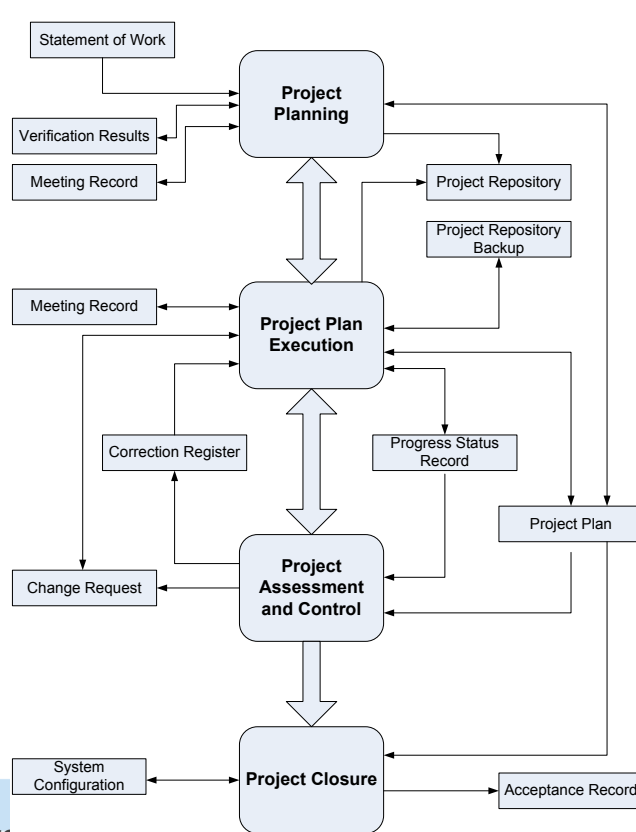 Statement of Work
Project
Planning
Verification Results
Meeting Record
Project Repository
Project Repository
Backup
Meeting Record
Project Plan
Execution
Correction Register
Progress Status
Record
Project Plan
Project
Assessment
and Control
Change Request
System
Configuration
Project Closure
Acceptance Record